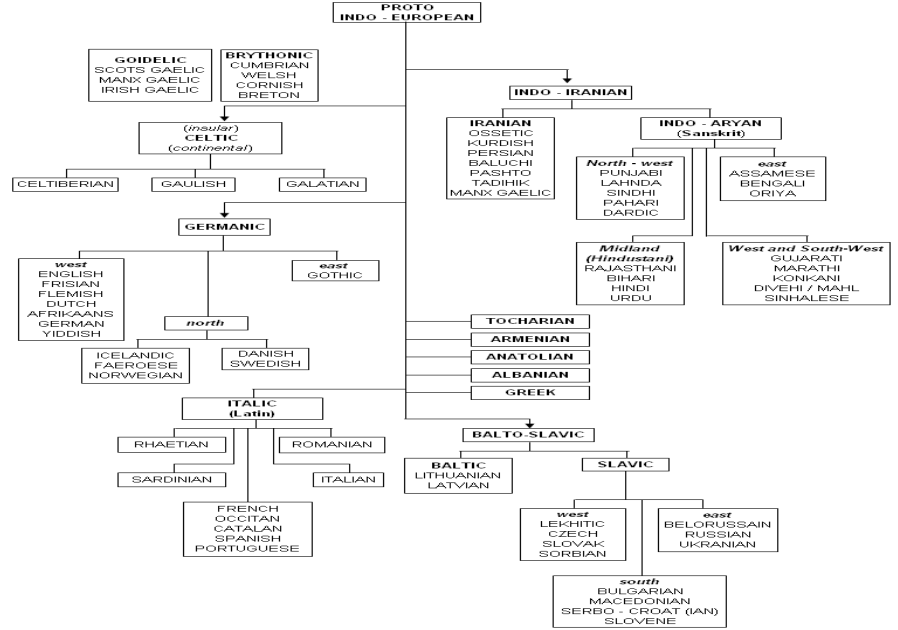 PROTO
INDO - EUROPEAN
GOIDELIC
SCOTS GAELIC
MANX GAELIC
IRISH GAELIC
BRYTHONIC
CUMBRIAN
WELSH
CORNISH
BRETON
INDO - IRANIAN
(insular)
CELTIC
(continental)
CELTIBERIAN
GAULISH
GALATIAN
IRANIAN
OSSETIC
KURDISH
PERSIAN
BALUCHI
PASHTO
TADIHIK
MANX GAELIC
INDO - ARYAN
(Sanskrit)
North - west
PUNJABI
LAHNDA
SINDHI
PAHARI
DARDIC
east
ASSAMESE
BENGALI
ORIYA
Midland
(Hindustani)
RAJASTHANI
BIHARI
HINDI
URDU
West and South-West
GUJARATI
MARATHI
KONKANI
DIVEHI / MAHL
SINHALESE
GERMANIC
west
ENGLISH
FRISIAN
FLEMISH
DUTCH
AFRIKAANS
GERMAN
YIDDISH
east
GOTHIC
north
ICELANDIC
FAEROESE
NORWEGIAN
DANISH
SWEDISH
TOCHARIAN
ARMENIAN
ANATOLIAN
ALBANIAN
GREEK
ITALIC
(Latin)
RHAETIAN
ROMANIAN
SARDINIAN
ITALIAN
FRENCH
OCCITAN
CATALAN
SPANISH
PORTUGUESE
BALTO-SLAVIC
BALTIC
LITHUANIAN
LATVIAN
SLAVIC
west
LEKHITIC
CZECH
SLOVAK
SORBIAN
east
BELORUSSAIN
RUSSIAN
UKRANIAN
south
BULGARIAN
MACEDONIAN
SERBO - CROAT (IAN)
SLOVENE